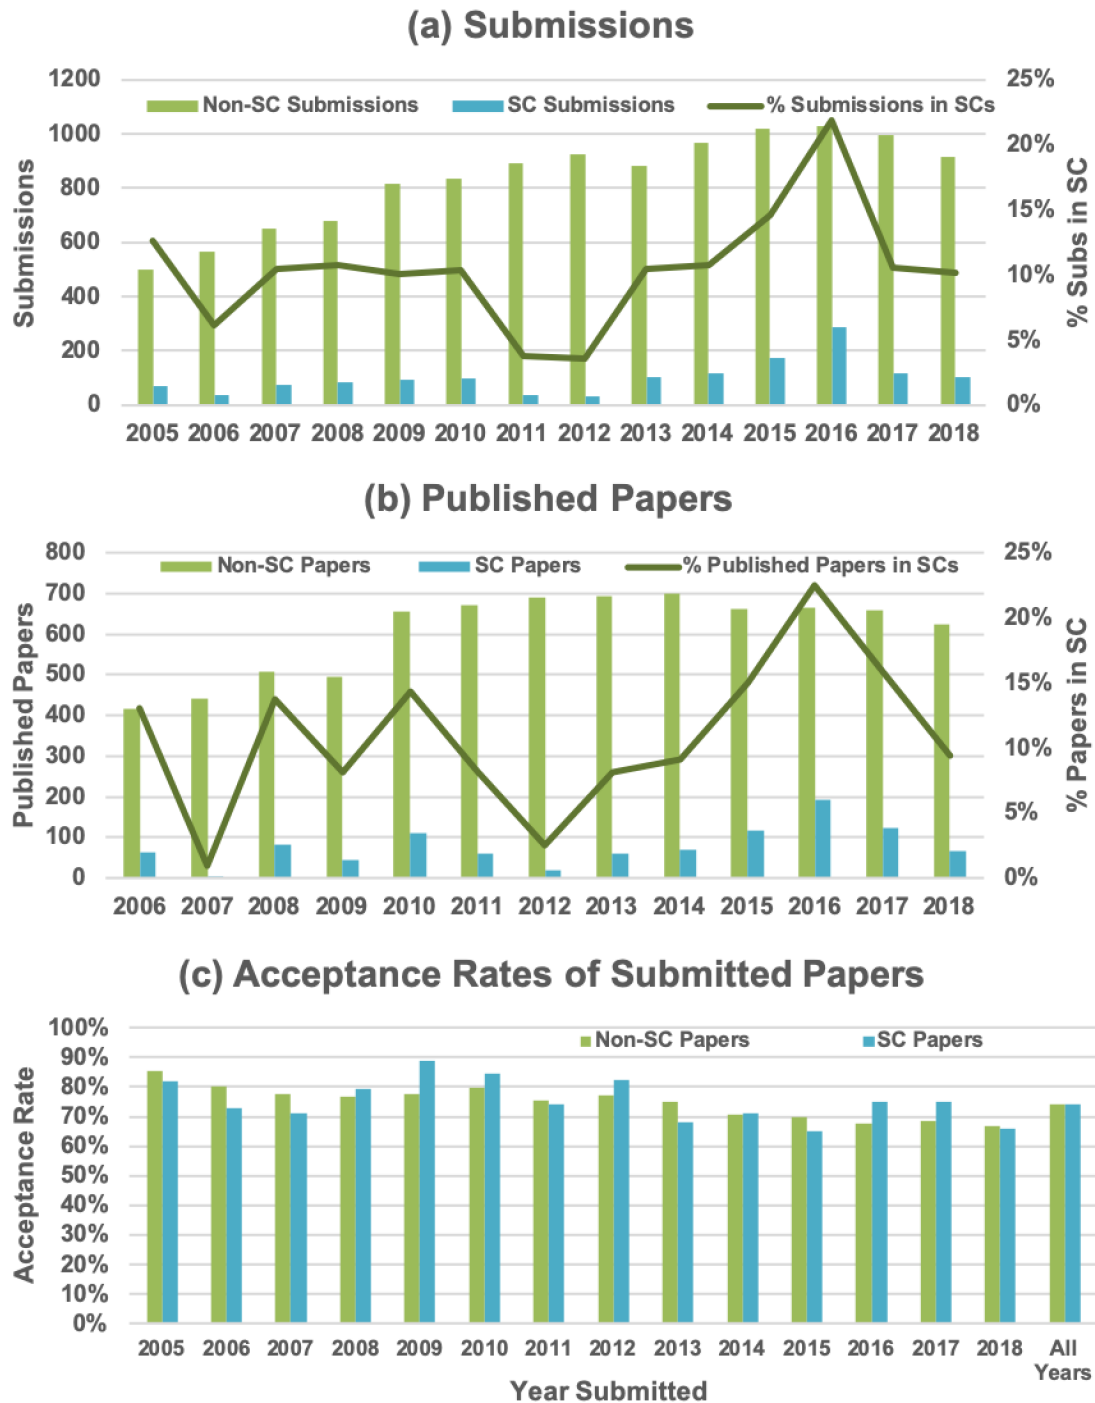 (a) Submissions
1200 25%
Non-SC Submissions SC Submissions % Submissions in SCs
1000 20%
800 15%
600
10%
400
5%
200
0 0%
Submissions
% Subs in SC
2005 2006 2007 2008 2009 2010 2011 2012 2013 2014 2015 2016 2017 2018
(b) Published Papers
800 25%
Non-SC Papers SC Papers % Published Papers in SCs
700
600 20%
500 15%
400
300 10%
200
5%
100
0 0%
Published Papers
% Papers in SC
2006 2007 2008 2009 2010 2011 2012 2013 2014 2015 2016 2017 2018
(c) Acceptance Rates of Submitted Papers
100%
Non-SC Papers SC Papers
90%
80%
70%
60%
50%
40%
30%
20%
10%
0%
Acceptance Rate
2005 2006 2007 2008 2009 2010 2011 2012 2013 2014 2015 2016 2017 2018 All
Years
Year Submitted